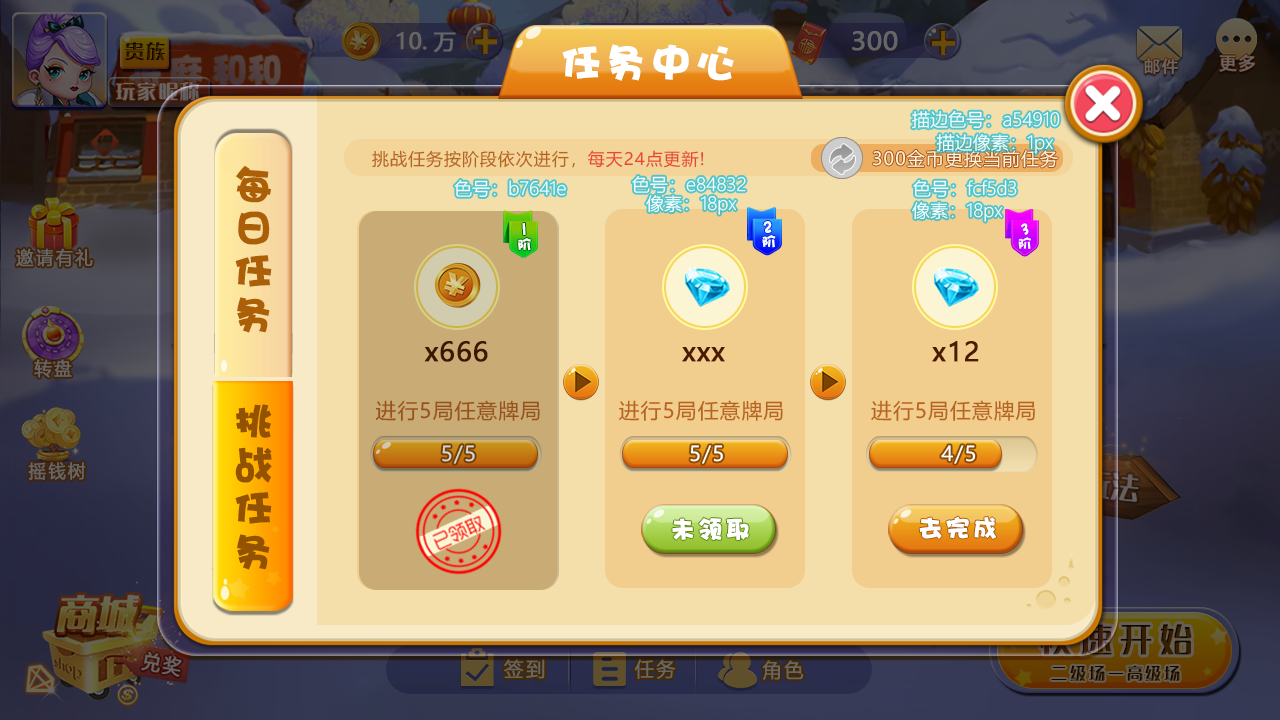 贵族
玩家昵称
10.万
300
邮件
更多
任务中心
描边色号：a54910
描边像素：1px
挑战任务按阶段依次进行，每天24点更新！
300金币更换当前任务
色号：b7641e
色号：e84832
像素：18px
色号：fcf5d3
像素：18px
每日任务
挑战任务
1阶
x666
进行5局任意牌局
5/5
已领取
2阶
xxx
进行5局任意牌局
5/5
未领取
3阶
x12
进行5局任意牌局
4/5
去完成
邀请有礼
转盘
摇钱树
商城
shop
兑奖
签到
任务
角色
快速开始
二级场—高级场